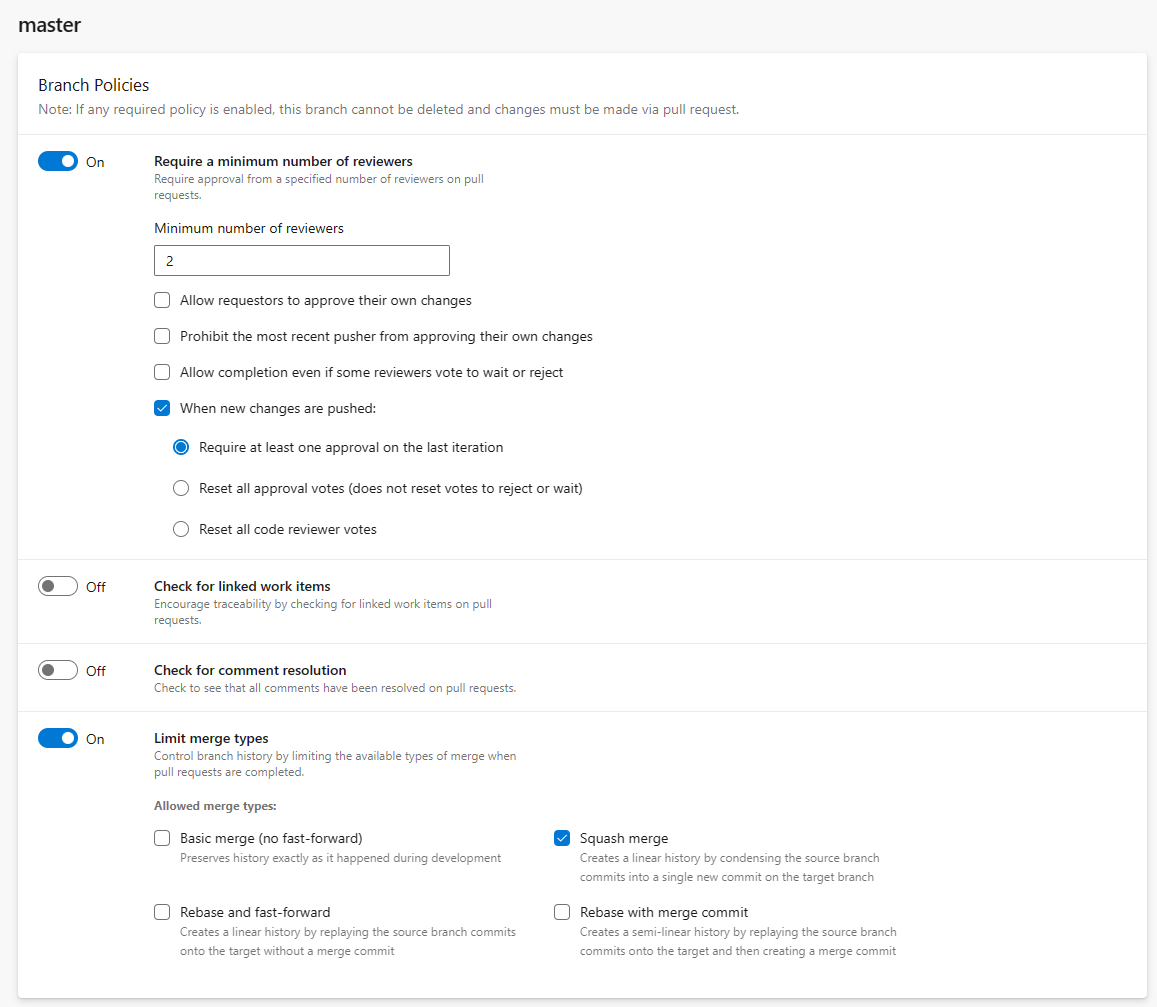 master
Branch Policies
Note: If any required policy is enabled, this branch cannot be deleted and changes must be made via pull request.
On
Require a minimum number of reviewers
Require approval from a specified number of reviewers on pull
requests.
Minimum number of reviewers
2
Allow requestors to approve their own changes
Prohibit the most recent pusher from approving their own changes
Allow completion even if some reviewers vote to wait or reject
When new changes are pushed:
Require at least one approval on the last iteration
Reset all approval votes (does not reset votes to reject or wait)
Reset all code reviewer votes
Off
Check for linked work items
Encourage traceability by checking for linked work items on pull
requests.
Off
Check for comment resolution
Check to see that all comments have been resolved on pull requests.
On
Limit merge types
Control branch history by limiting the available types of merge when
pull requests are completed.
Allowed merge types:
Basic merge (no fast-forward)
Preserves history exactly as it happened during development
Squash merge
Creates a linear history by condensing the source branch
commits into a single new commit on the target branch
Rebase and fast-forward
Creates a linear history by replaying the source branch commits
onto the target without a merge commit
Rebase with merge commit
Creates a semi-linear history by replaying the source branch
commits onto the target and then creating a merge commit